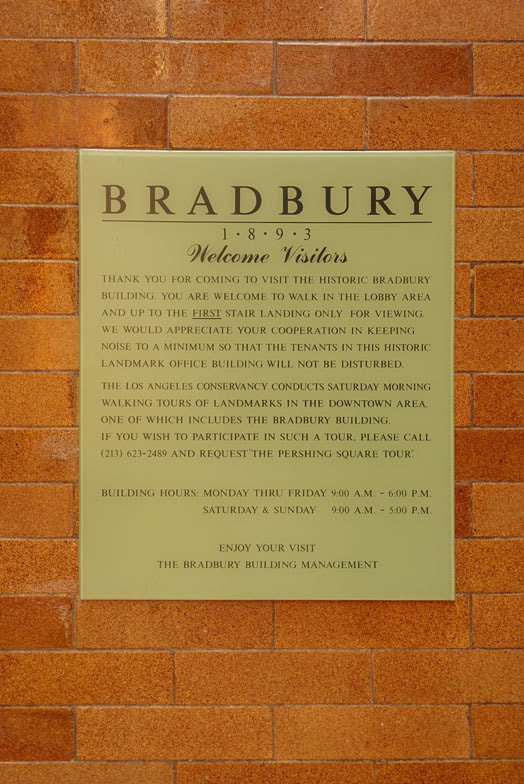 BRADBURY
1·8·9·3
Welcome Visitors
THANK YOU FOR COMING TO VISIT THE HISTORIC BRADBURY
BUILDING. YOU ARE WELCOME TO WALK IN THE LOBBY AREA
AND UP TO THE FIRST STAIR LANDING ONLY FOR VIEWING.
WE WOULD APPRECIATE YOUR COOPERATION IN KEEPING
NOISE TO A MINIMUM SO THAT THE TENANTS IN THIS HISTORIC
LANDMARK OFFICE BUILDING WILL NOT BE DISTURBED.
THE LOS ANGELES CONSERVANCY CONDUCTS SATURDAY MORNING
WALKING TOURS OF LANDMARKS IN THE DOWNTOWN AREA,
ONE OF WHICH INCLUDES THE BRADBURY BUILDING.
IF YOU WISH TO PARTICIPATE IN SUCH A TOUR, PLEASE CALL
(213) 623-2489 AND REQUEST "THE PERSHING SQUARE TOUR."
BUILDING HOURS: MONDAY THRU FRIDAY 9:00 A.M. - 6:00 P.M.
SATURDAY & SUNDAY 9:00 A.M. - 5:00 P.M.
ENJOY YOUR VISIT
THE BRADBURY BUILDING MANAGEMENT